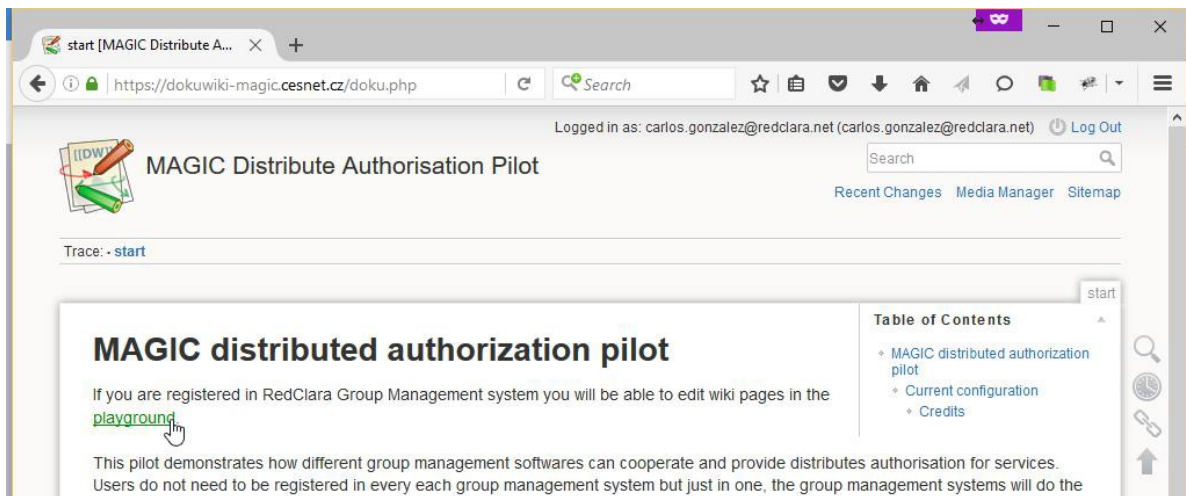 start [MAGIC Distribute A...
https://dokuwiki-magic.cesnet.cz/doku.php
Search
Logged in as: carlos.gonzalez@redclara.net (carlos.gonzalez@redclara.net) Log Out
[[DW]]
MAGIC Distribute Authorisation Pilot
Search
Recent Changes Media Manager Sitemap
Trace: • start
start
MAGIC distributed authorization pilot
If you are registered in RedClara Group Management system you will be able to edit wiki pages in the
playground.
Table of Contents
MAGIC distributed authorization
pilot
Current configuration
Credits
This pilot demonstrates how different group management softwares can cooperate and provide distributes authorisation for services.
Users do not need to be registered in every each group management system but just in one, the group management systems will do the